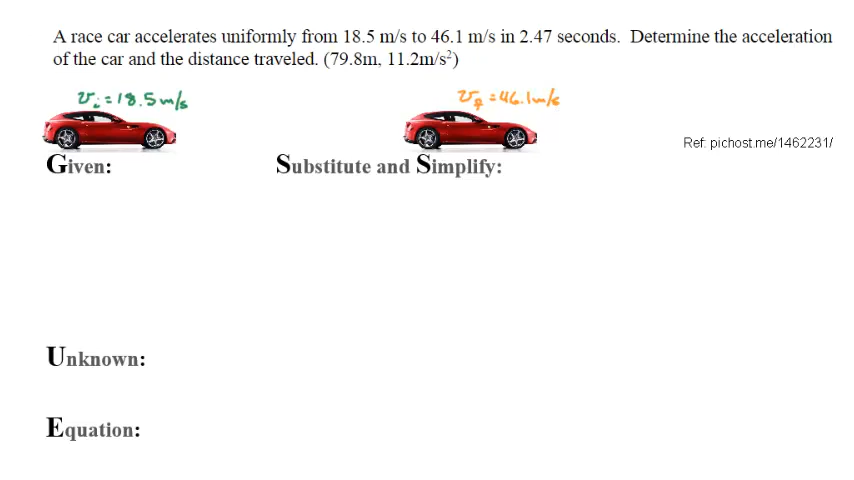 A race car accelerates uniformly from 18.5 m/s to 46.1 m/s in 2.47 seconds.  Determine the acceleration
of the car and the distance traveled. (79.8m, 11.2m/s²)
vᵢ = 18.5 m/s
v_f = 46.1 m/s
Ref: pichost.me/1462231/
Given:
Substitute and Simplify:
Unknown:
Equation: